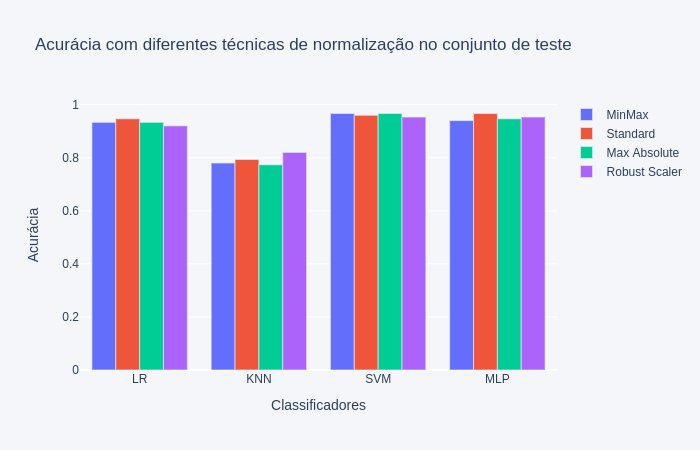 Acurácia com diferentes técnicas de normalização no conjunto de teste
Acurácia
1
0.8
0.6
0.4
0.2
0
LR
KNN
SVM
MLP
Classificadores
MinMax
Standard
Max Absolute
Robust Scaler